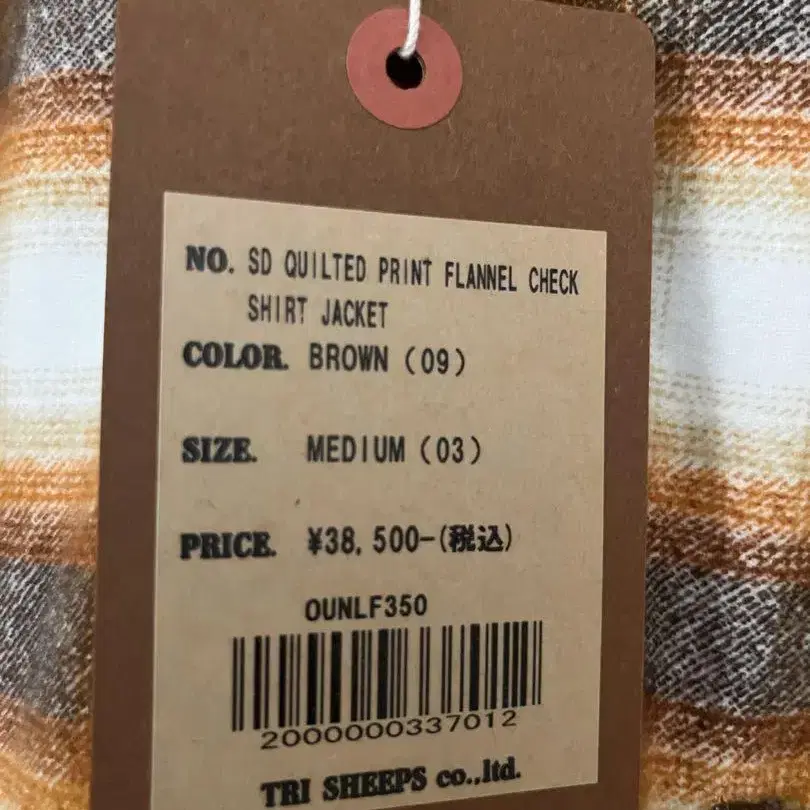 NO. SD QUILTED PRINT FLANNEL CHECK
SHIRT JACKET
COLOR. BROWN (09)
SIZE. MEDIUM (03)
PRICE. ¥38,500-(税込)
OUNLF350
2000000337012
TRI SHEEPS co.,ltd.